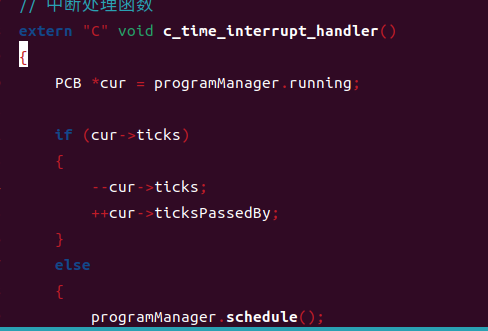 // 中断处理函数
extern "C" void c_time_interrupt_handler()
{
    PCB *cur = programManager.running;
    if (cur->ticks)
    {
        --cur->ticks;
        ++cur->ticksPassedBy;
    }
    else
    {
        programManager.schedule();